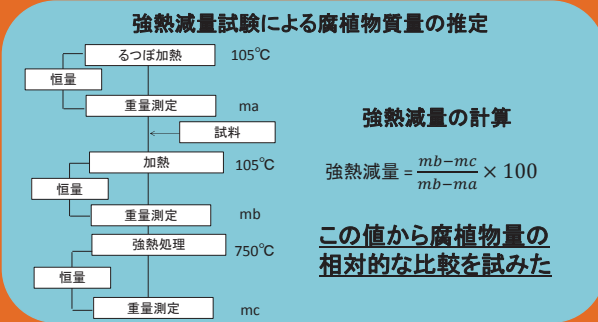 強熱減量試験による腐植物質量の推定
るつぼ加熱 105℃
恒量
重量測定 ma
試料
加熱 105℃
恒量
重量測定 mb
強熱処理 750℃
恒量
重量測定 mc
強熱減量の計算
強熱減量 = \frac{mb−mc}{mb−ma} × 100
この値から腐植物量の
相対的な比較を試みた